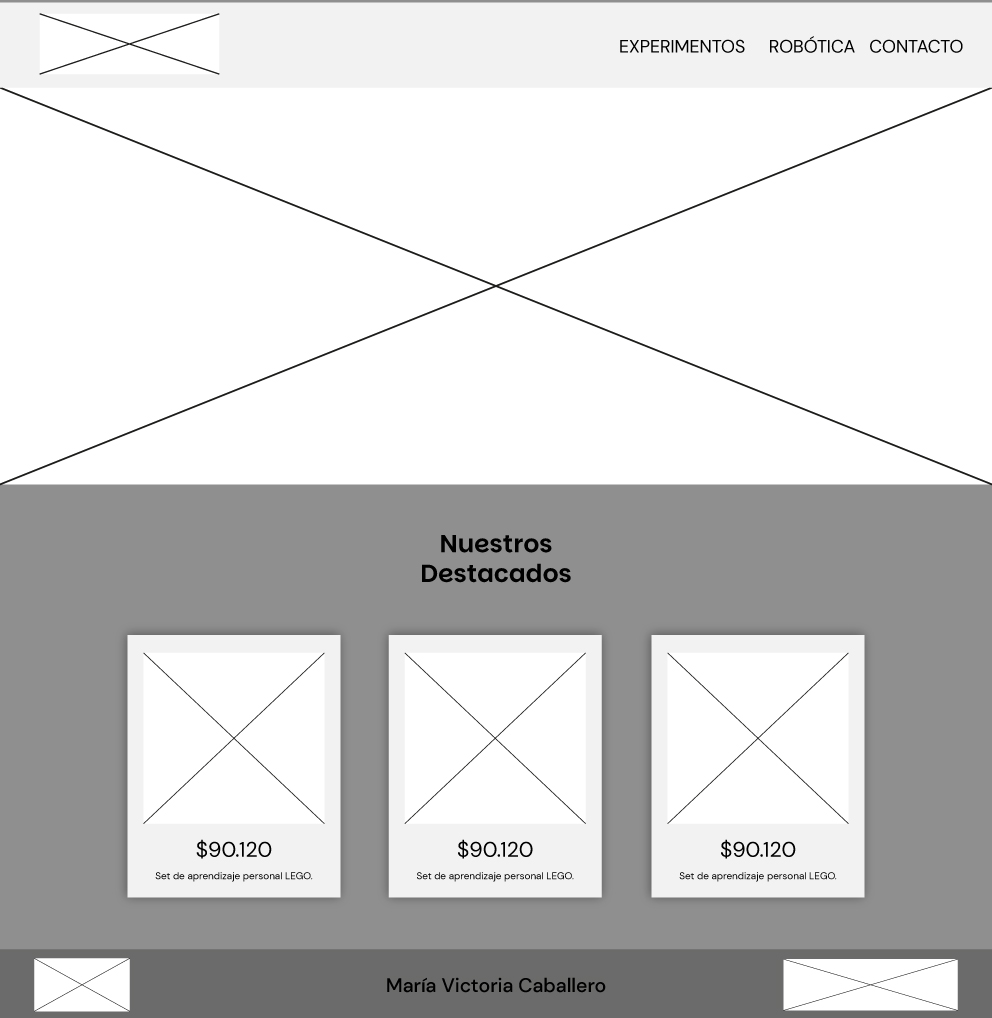 EXPERIMENTOS ROBÓTICA CONTACTO
Nuestros
Destacados
$90.120
Set de aprendizaje personal LEGO.
$90.120
Set de aprendizaje personal LEGO.
$90.120
Set de aprendizaje personal LEGO.
María Victoria Caballero